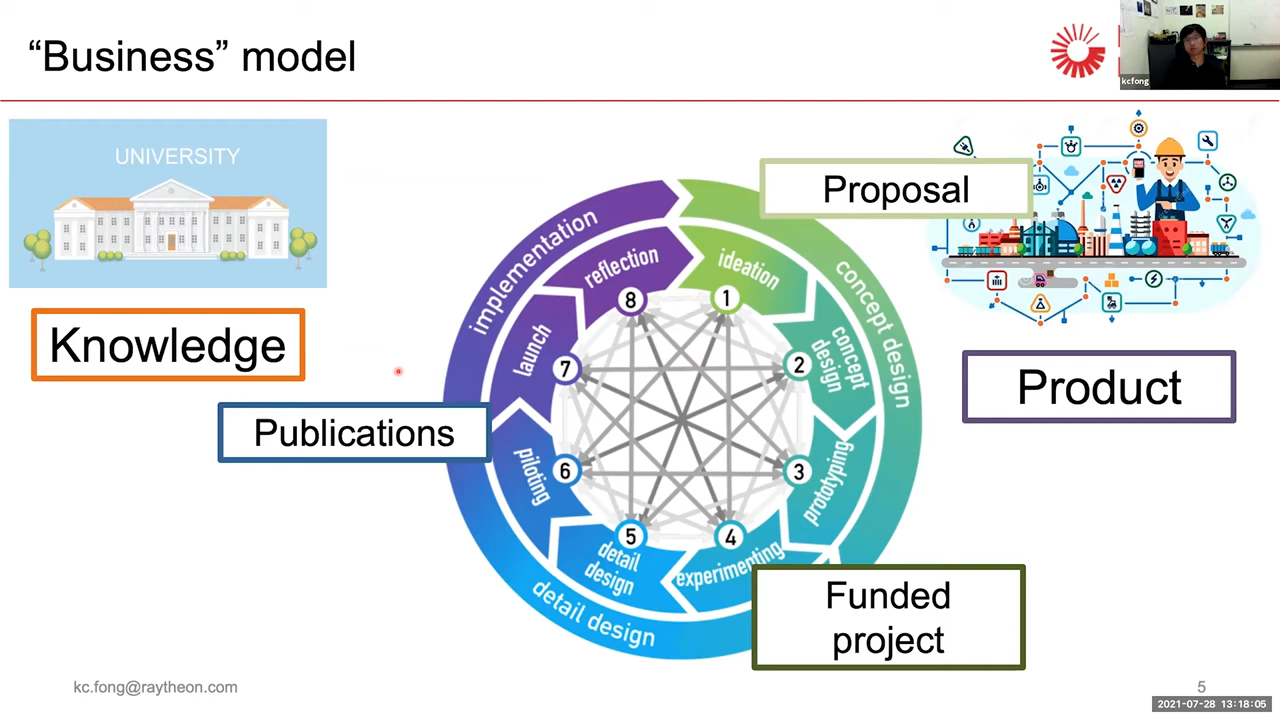 “Business” model
kcfong
UNIVERSITY
Knowledge
Publications
Proposal
Product
Funded
project
implementation
concept design
detail design
reflection
ideation
concept
design
prototyping
experimenting
detail
design
piloting
launch
8
1
2
3
4
5
6
7
kc.fong@raytheon.com
5
2021-07-28 13:18:05